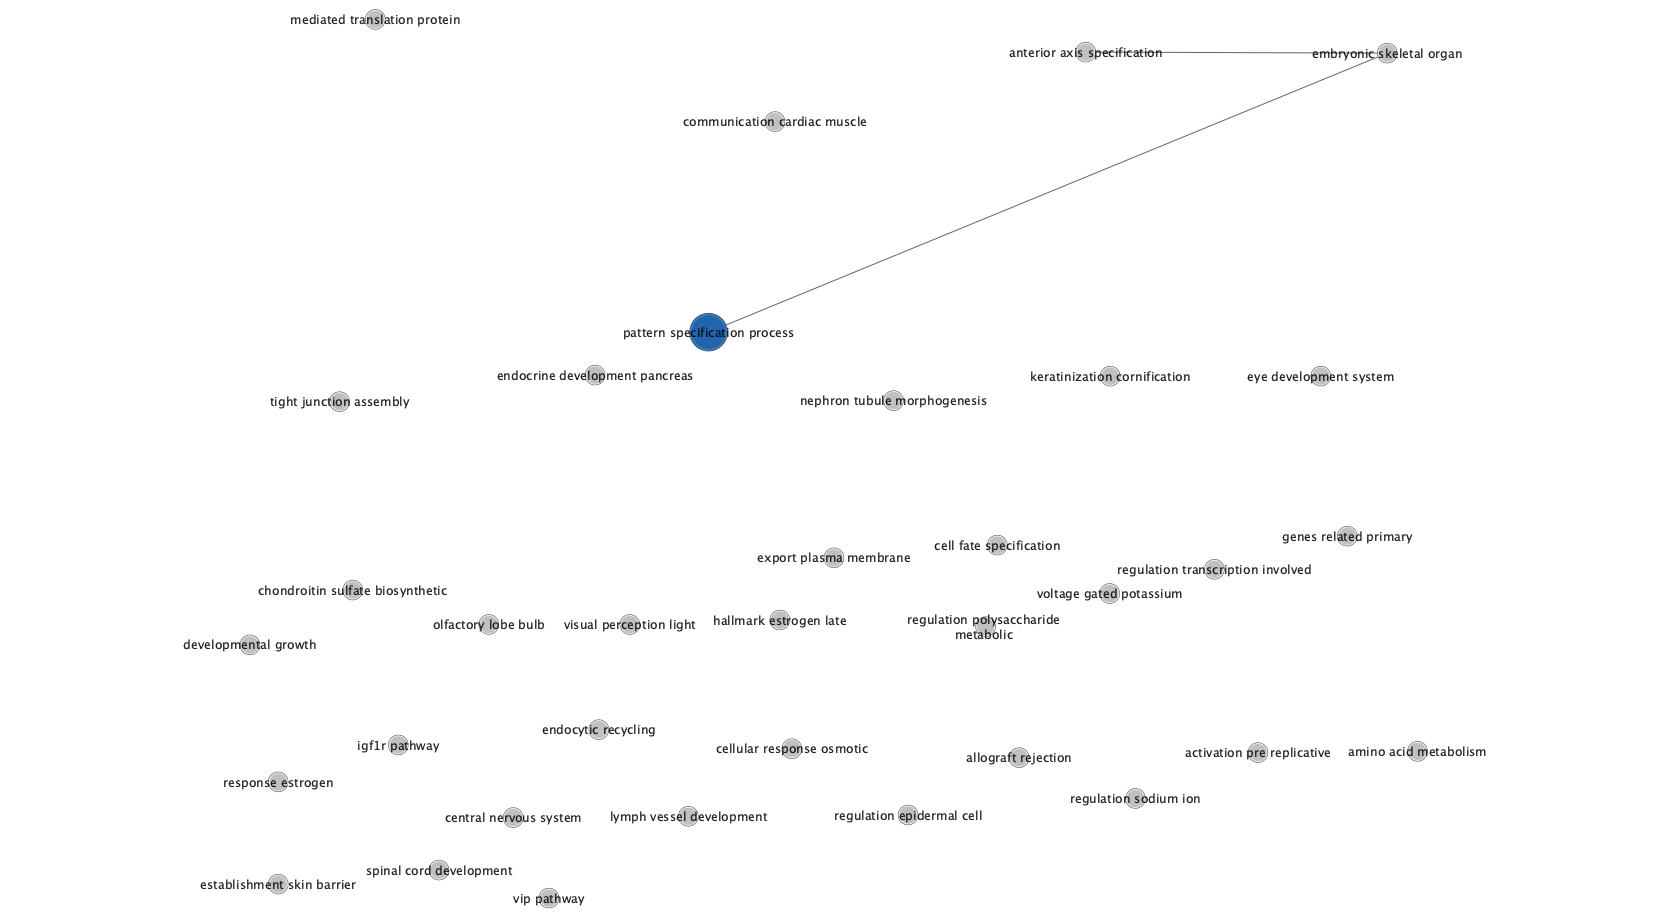 mediated translation protein
anterior axis specification
embryonic skeletal organ
communication cardiac muscle
pattern specification process
endocrine development pancreas
keratinization cornification
eye development system
tight junction assembly
nephron tubule morphogenesis
genes related primary
cell fate specification
export plasma membrane
regulation transcription involved
chondroitin sulfate biosynthetic
voltage gated potassium
olfactory lobe bulb
visual perception light
hallmark estrogen late
regulation polysaccharide
metabolic
developmental growth
endocytic recycling
igf1r pathway
cellular response osmotic
allograft rejection
activation pre replicative
amino acid metabolism
response estrogen
regulation sodium ion
central nervous system
lymph vessel development
regulation epidermal cell
spinal cord development
establishment skin barrier
vip pathway